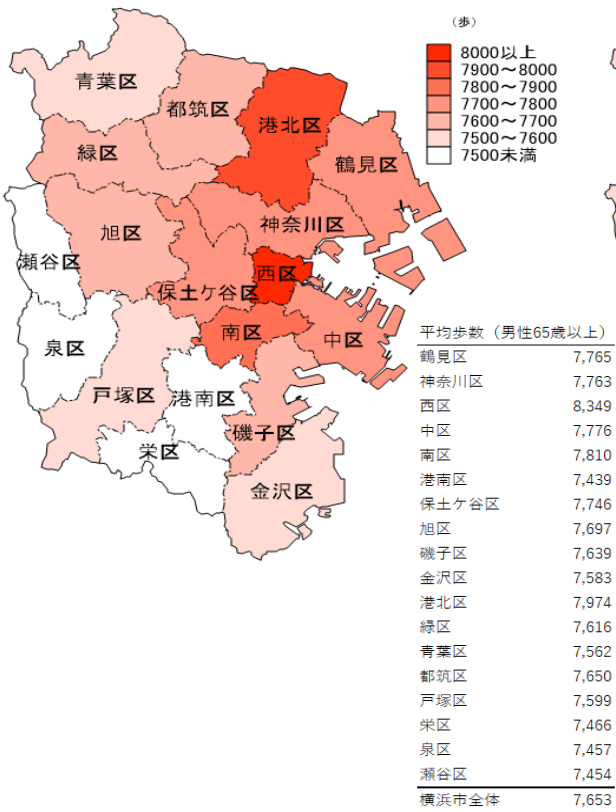 (歩)
8000以上
7900～8000
7800～7900
7700～7800
7600～7700
7500～7600
7500未満
青葉区
都筑区
港北区
緑区
鶴見区
神奈川区
旭区
瀬谷区
西区
保土ケ谷区
南区
中区
泉区
戸塚区
港南区
磯子区
栄区
金沢区
平均歩数（男性65歳以上）
鶴見区 7,765
神奈川区 7,763
西区 8,349
中区 7,776
南区 7,810
港南区 7,439
保土ケ谷区 7,746
旭区 7,697
磯子区 7,639
金沢区 7,583
港北区 7,974
緑区 7,616
青葉区 7,562
都筑区 7,650
戸塚区 7,599
栄区 7,466
泉区 7,457
瀬谷区 7,454
横浜市全体 7,653